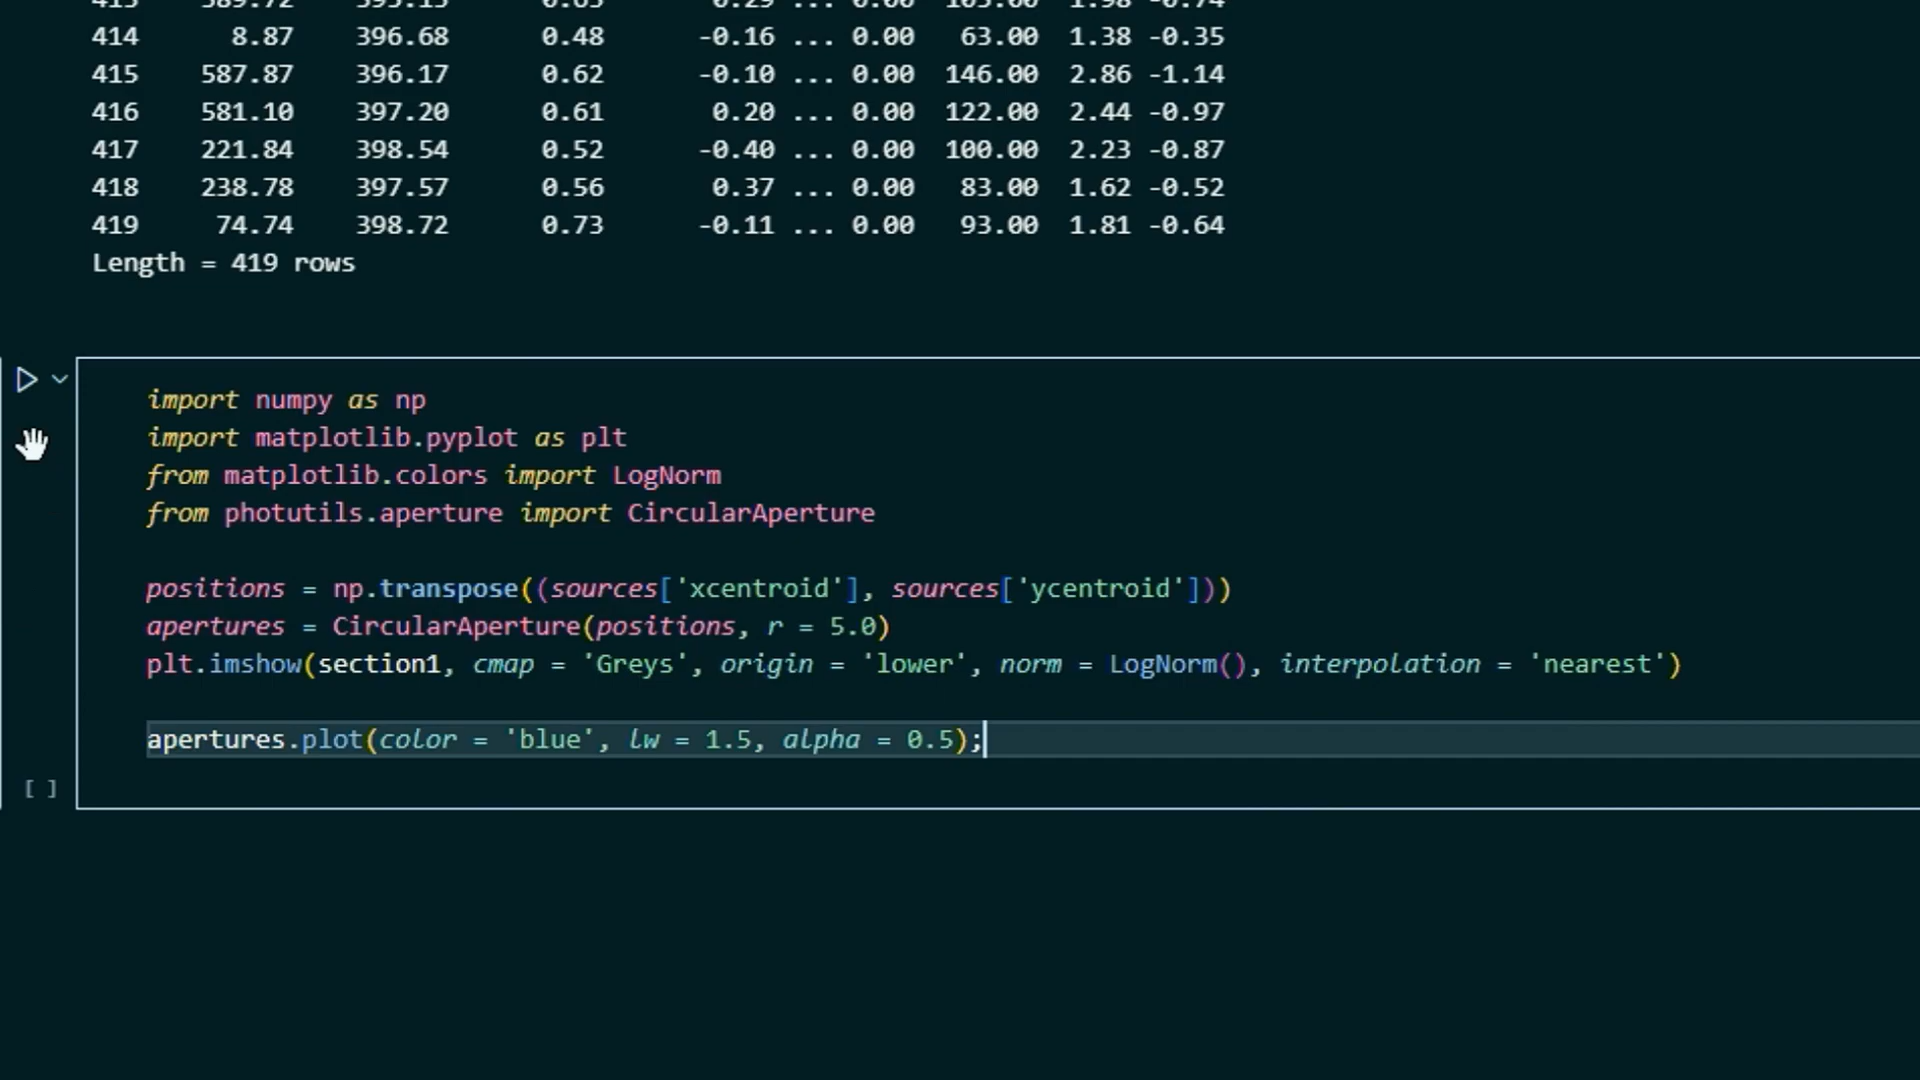 414 8.87 396.68 0.48 -0.16 ... 0.00 63.00 1.38 -0.35
415 587.87 396.17 0.62 -0.10 ... 0.00 146.00 2.86 -1.14
416 581.10 397.20 0.61 0.20 ... 0.00 122.00 2.44 -0.97
417 221.84 398.54 0.52 -0.40 ... 0.00 100.00 2.23 -0.87
418 238.78 397.57 0.56 0.37 ... 0.00 83.00 1.62 -0.52
419 74.74 398.72 0.73 -0.11 ... 0.00 93.00 1.81 -0.64
Length = 419 rows
import numpy as np
import matplotlib.pyplot as plt
from matplotlib.colors import LogNorm
from photutils.aperture import CircularAperture
positions = np.transpose((sources['xcentroid'], sources['ycentroid']))
apertures = CircularAperture(positions, r = 5.0)
plt.imshow(section1, cmap = 'Greys', origin = 'lower', norm = LogNorm(), interpolation = 'nearest')
apertures.plot(color = 'blue', lw = 1.5, alpha = 0.5);
[ ]